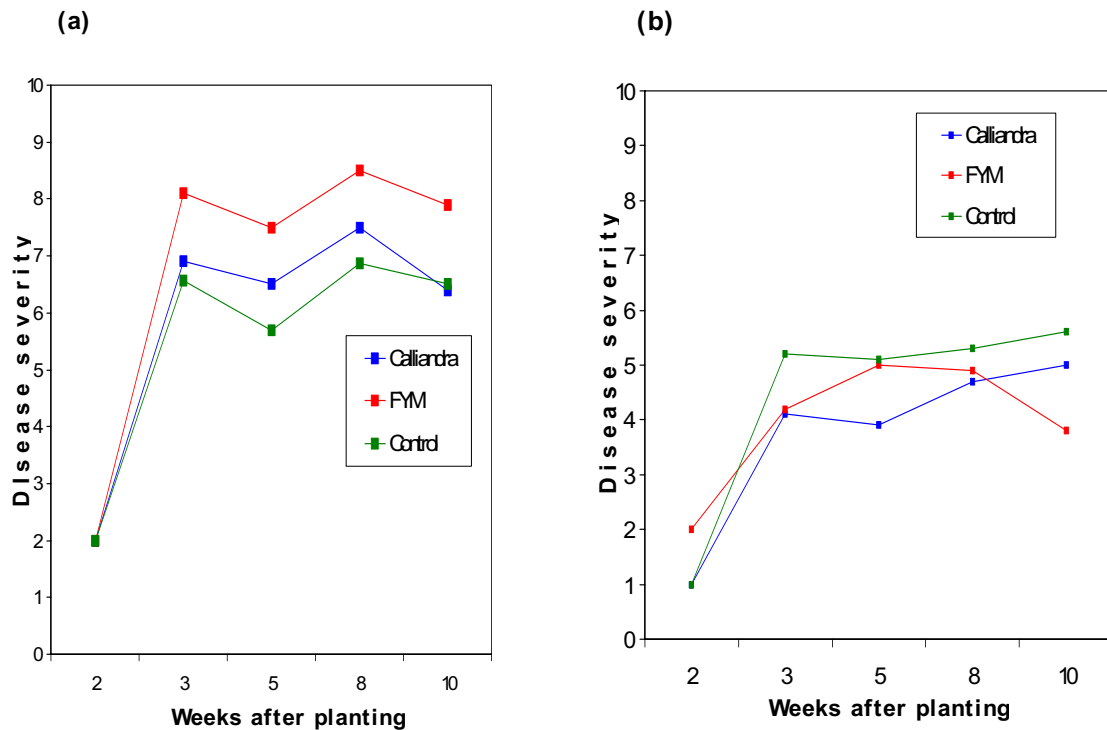 (a)
10
9
8
7
6
5
4
3
2
1
0
DIsease severity
Calliandra
FYM
Control
2 3 5 8 10
Weeks after planting
(b)
10
9
8
7
6
5
4
3
2
1
0
Disease severity
Calliandra
FYM
Control
2 3 5 8 10
Weeks after planting